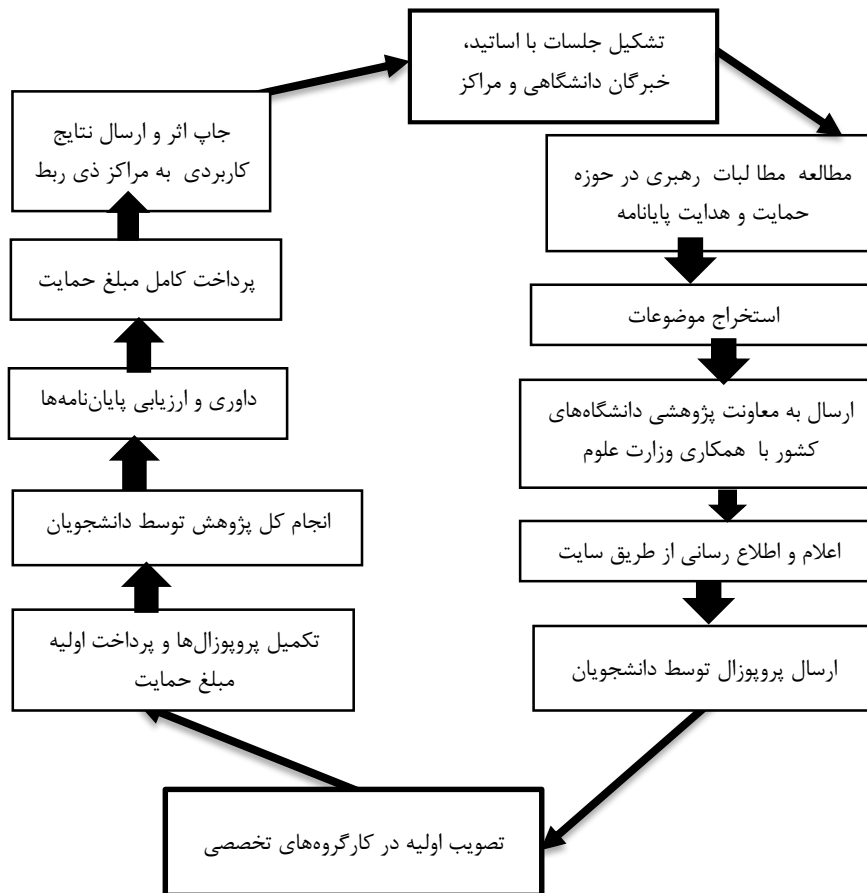 تشکیل جلسات با اساتید،
خبرگان دانشگاهی و مراکز
مطالعه مطا لبات رهبری در حوزه
حمایت و هدایت پایانامه
استخراج موضوعات
ارسال به معاونت پژوهشی دانشگاه‌های
کشور با همکاری وزارت علوم
اعلام و اطلاع رسانی از طریق سایت
ارسال پروپوزال توسط دانشجویان
تصویب اولیه در کارگروه‌های تخصصی
تکمیل پروپوزال‌ها و پرداخت اولیه
مبلغ حمایت
انجام کل پژوهش توسط دانشجویان
داوری و ارزیابی پایان‌نامه‌ها
پرداخت کامل مبلغ حمایت
جاپ اثر و ارسال نتایج
کاربردی به مراکز ذی ربط